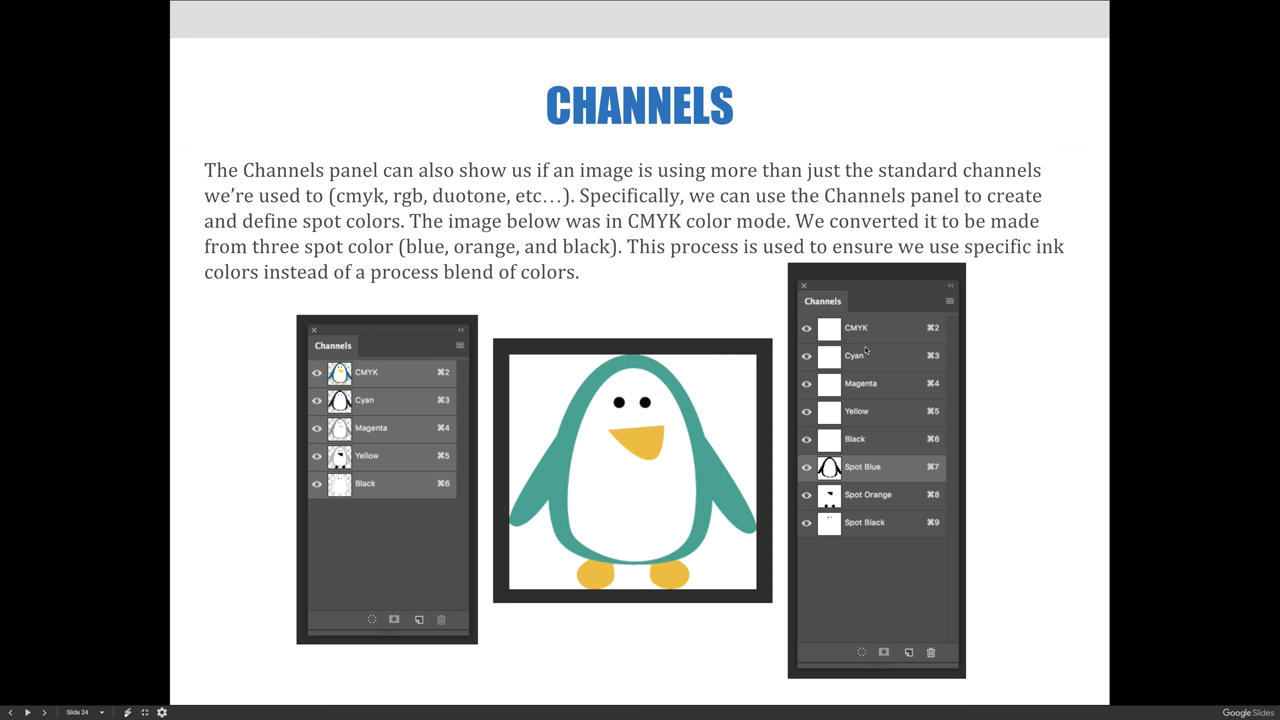 CHANNELS
The Channels panel can also show us if an image is using more than just the standard channels
we're used to (cmyk, rgb, duotone, etc…). Specifically, we can use the Channels panel to create
and define spot colors. The image below was in CMYK color mode. We converted it to be made
from three spot color (blue, orange, and black). This process is used to ensure we use specific ink
colors instead of a process blend of colors.
Channels
CMYK ⌘2
Cyan ⌘3
Magenta ⌘4
Yellow ⌘5
Black ⌘6
Channels
CMYK ⌘2
Cyan ⌘3
Magenta ⌘4
Yellow ⌘5
Black ⌘6
Spot Blue ⌘7
Spot Orange ⌘8
Spot Black ⌘9
Slide 24
Google Slides